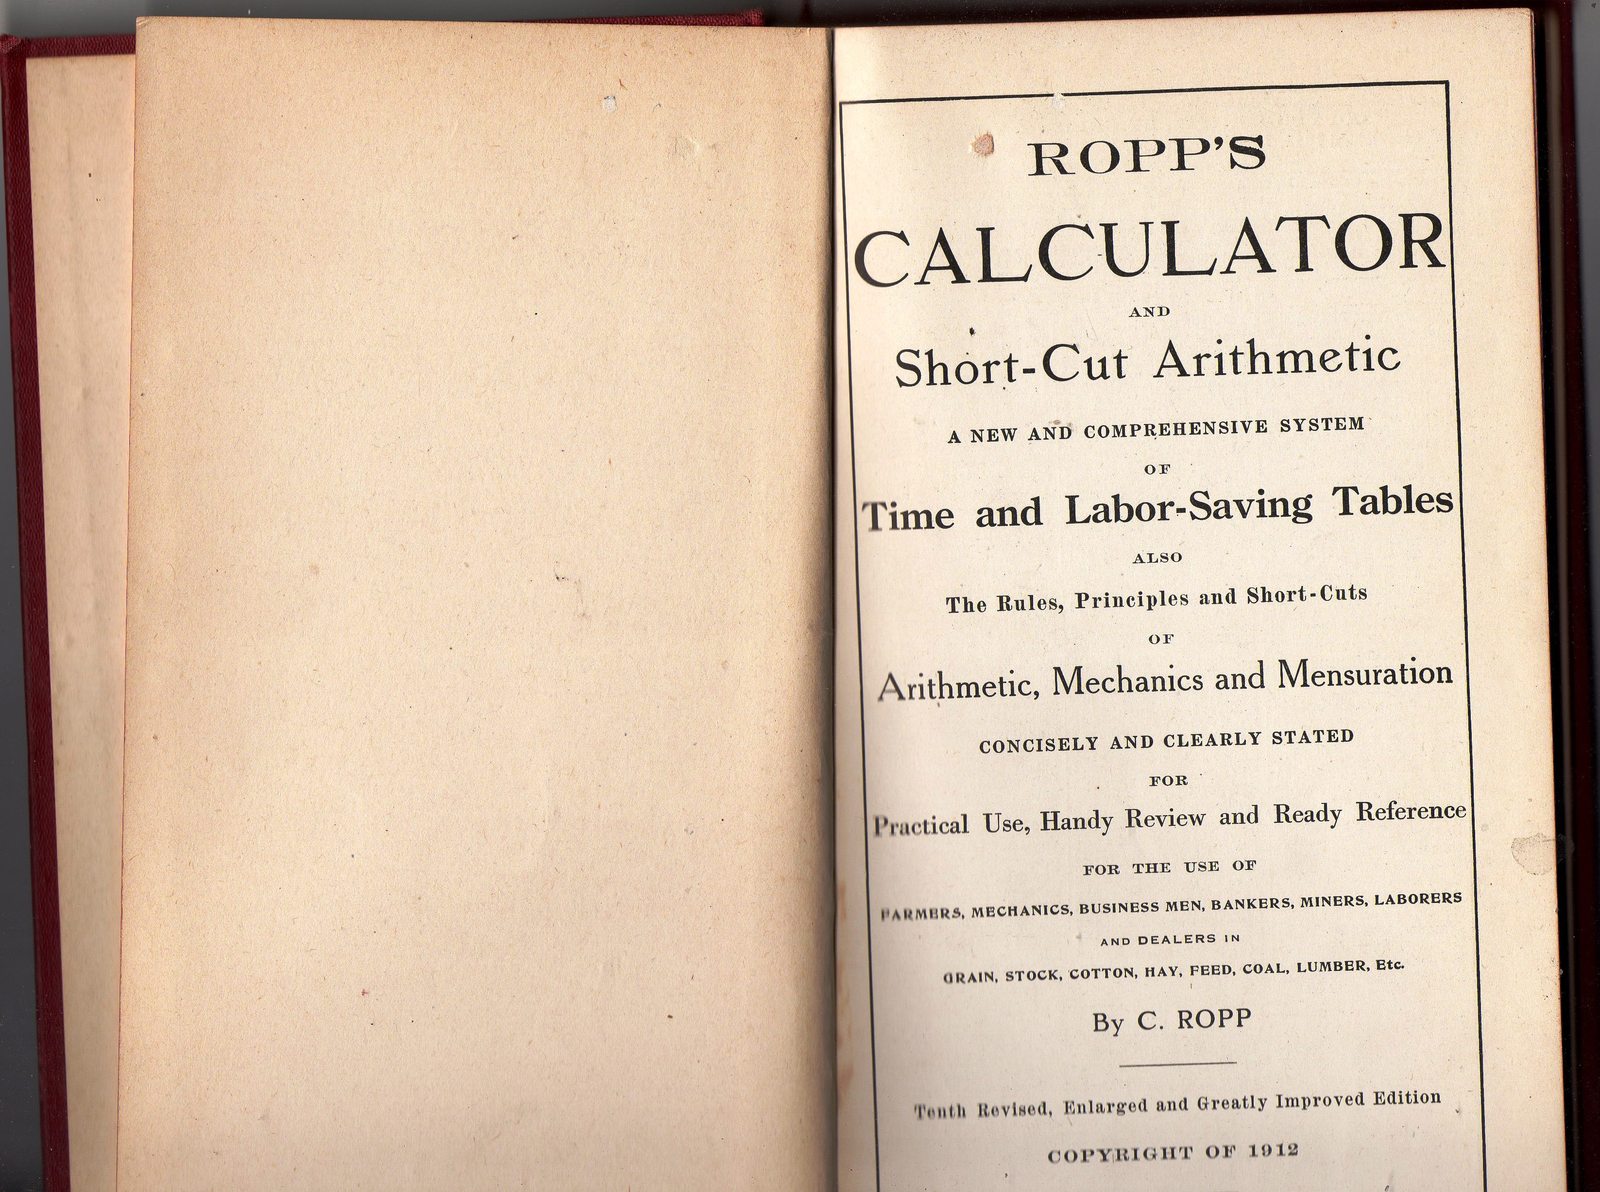 ROPP'S
CALCULATOR
AND
Short-Cut Arithmetic
A NEW AND COMPREHENSIVE SYSTEM
OF
Time and Labor-Saving Tables
ALSO
The Rules, Principles and Short-Cuts
OF
Arithmetic, Mechanics and Mensuration
CONCISELY AND CLEARLY STATED
FOR
Practical Use, Handy Review and Ready Reference
FOR THE USE OF
FARMERS, MECHANICS, BUSINESS MEN, BANKERS, MINERS, LABORERS
AND DEALERS IN
GRAIN, STOCK, COTTON, HAY, FEED, COAL, LUMBER, Etc.
By C. ROPP
Tenth Revised, Enlarged and Greatly Improved Edition
COPYRIGHT OF 1912